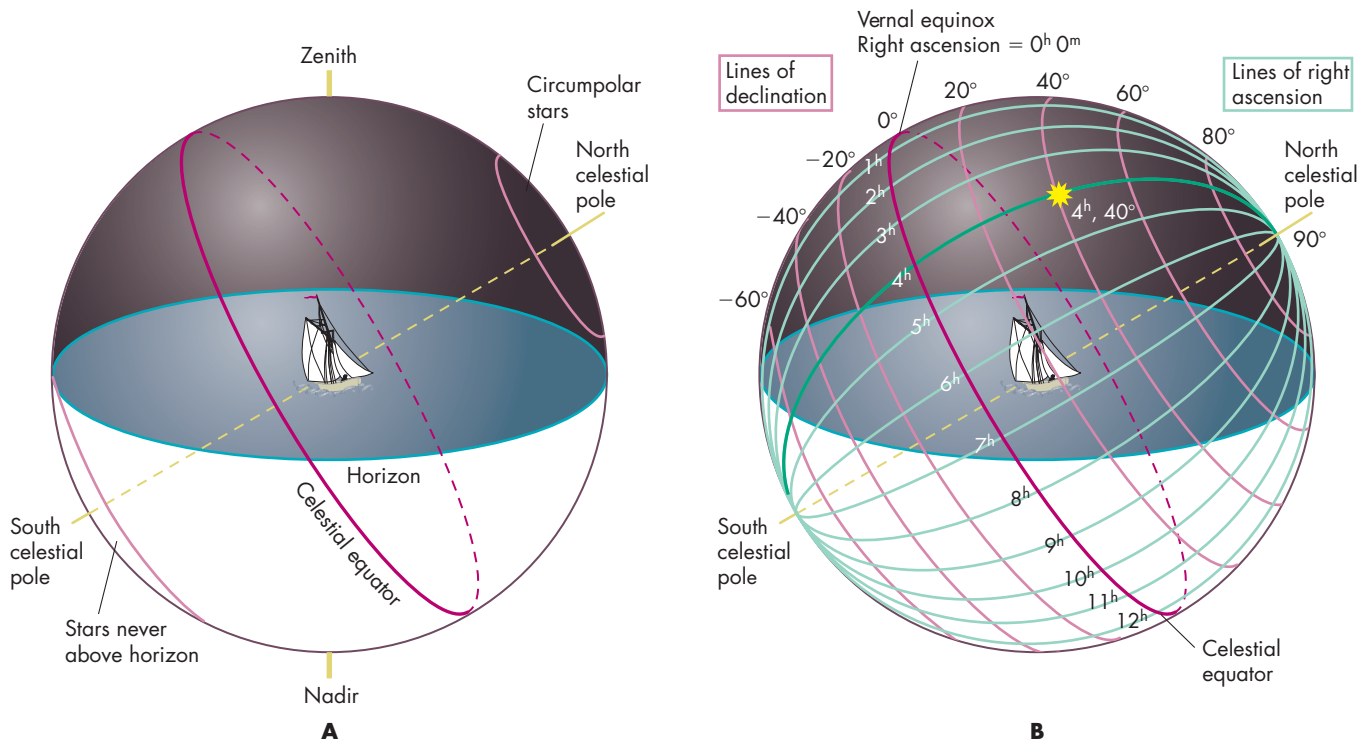 Zenith
Circumpolar
stars
North
celestial
pole
Horizon
Celestial equator
South
celestial
pole
Stars never
above horizon
Nadir
A
Vernal equinox
Right ascension = 0ʰ 0ᵐ
Lines of
declination
Lines of right
ascension
0°
20°
40°
60°
80°
90°
−20°
−40°
−60°
North
celestial
pole
1ʰ
2ʰ
3ʰ
4ʰ
4ʰ, 40°
5ʰ
6ʰ
7ʰ
8ʰ
9ʰ
10ʰ
11ʰ
12ʰ
South
celestial
pole
Celestial
equator
B